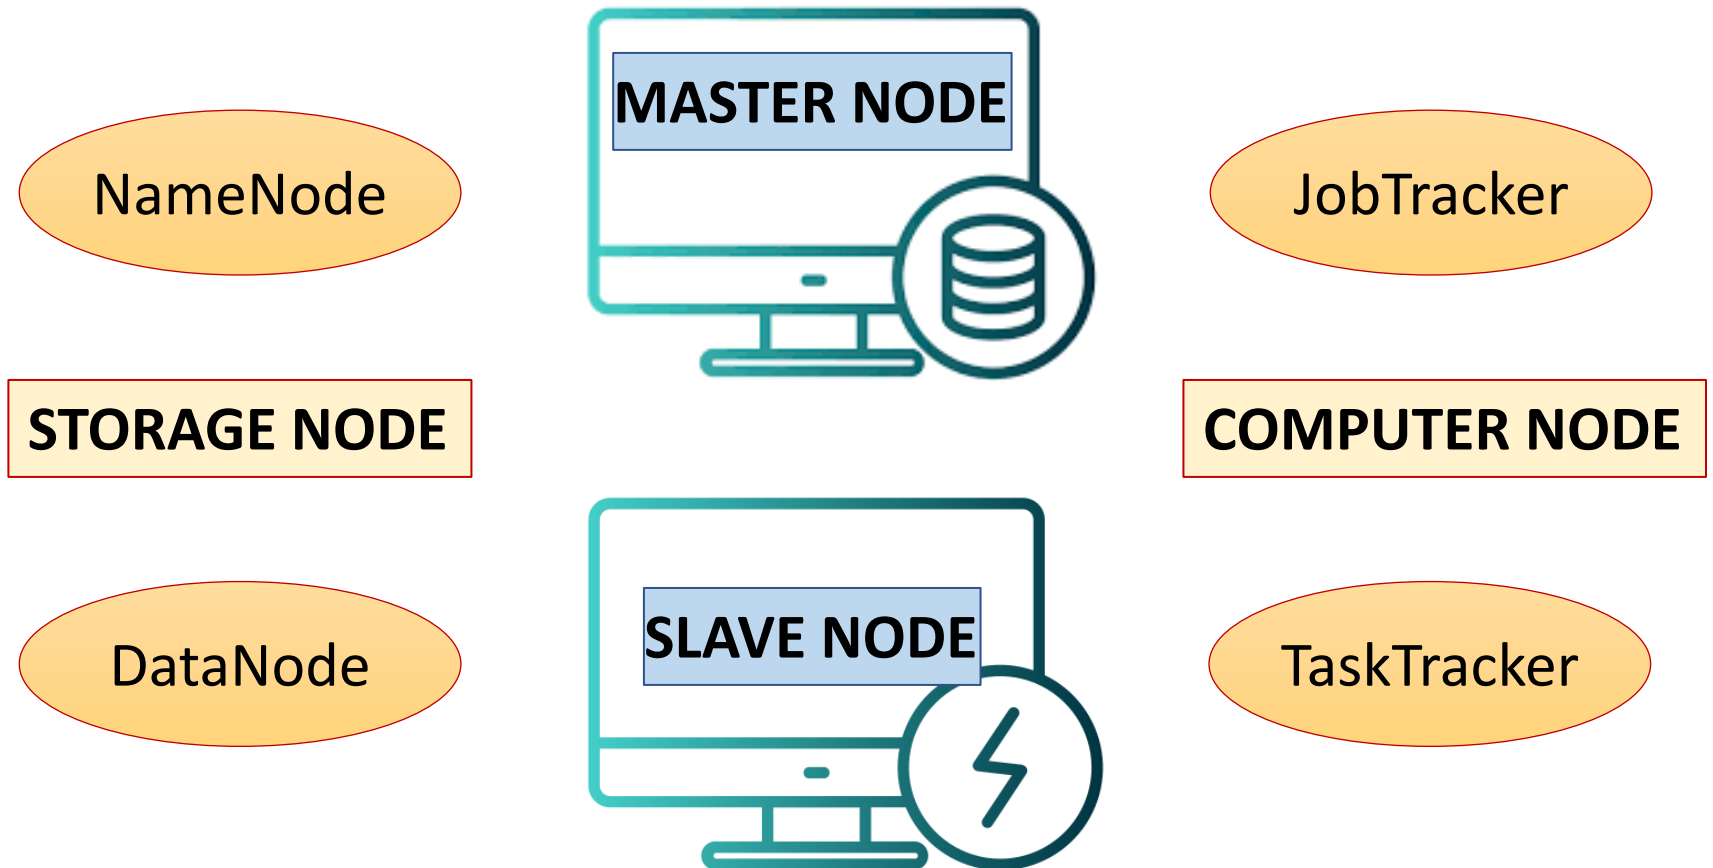 MASTER NODE
NameNode
JobTracker
STORAGE NODE
COMPUTER NODE
SLAVE NODE
DataNode
TaskTracker